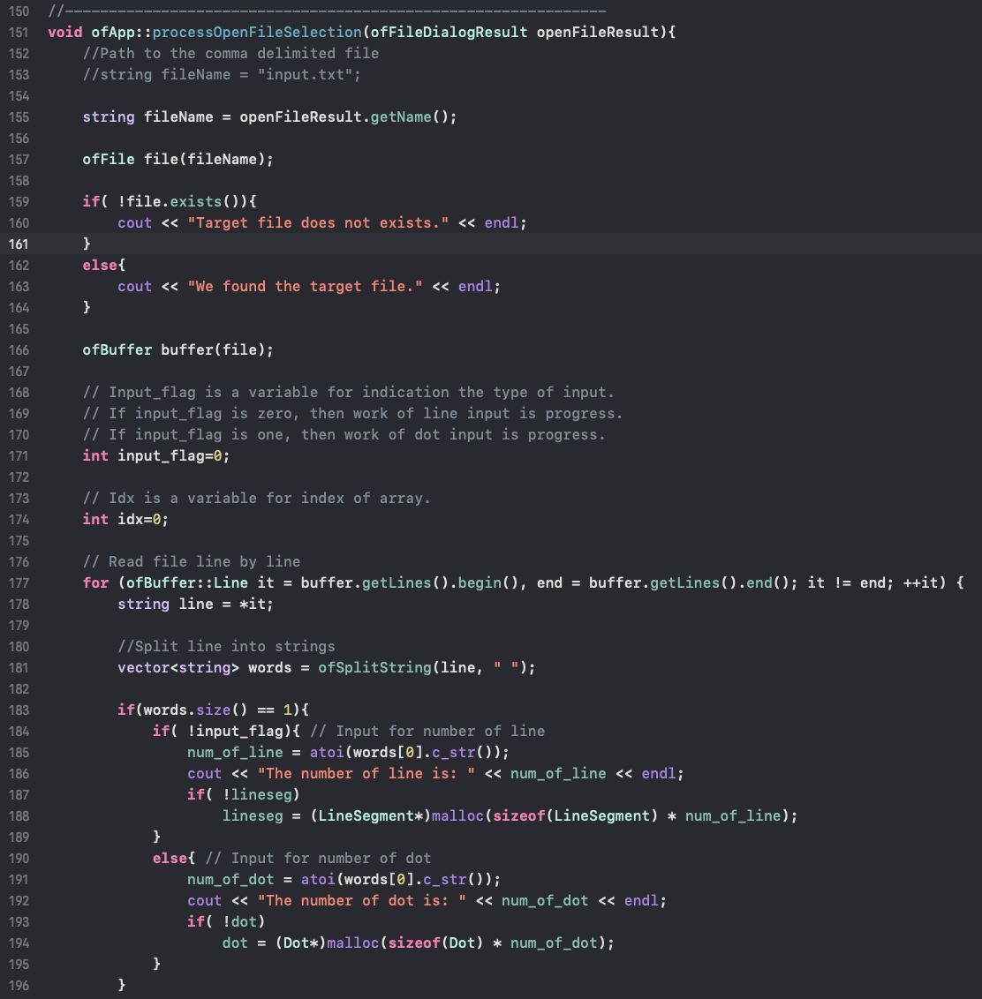 150 //--------------------------------------------------------------
151 void ofApp::processOpenFileSelection(ofFileDialogResult openFileResult){
152     //Path to the comma delimited file
153     //string fileName = "input.txt";
154
155     string fileName = openFileResult.getName();
156
157     ofFile file(fileName);
158
159     if( !file.exists()){
160         cout << "Target file does not exists." << endl;
161     }
162     else{
163         cout << "We found the target file." << endl;
164     }
165
166     ofBuffer buffer(file);
167
168     // Input_flag is a variable for indication the type of input.
169     // If input_flag is zero, then work of line input is progress.
170     // If input_flag is one, then work of dot input is progress.
171     int input_flag=0;
172
173     // Idx is a variable for index of array.
174     int idx=0;
175
176     // Read file line by line
177     for (ofBuffer::Line it = buffer.getLines().begin(), end = buffer.getLines().end(); it != end; ++it) {
178         string line = *it;
179
180         //Split line into strings
181         vector<string> words = ofSplitString(line, " ");
182
183         if(words.size() == 1){
184             if( !input_flag){ // Input for number of line
185                 num_of_line = atoi(words[0].c_str());
186                 cout << "The number of line is: " << num_of_line << endl;
187                 if( !lineseg)
188                     lineseg = (LineSegment*)malloc(sizeof(LineSegment) * num_of_line);
189             }
190             else{ // Input for number of dot
191                 num_of_dot = atoi(words[0].c_str());
192                 cout << "The number of dot is: " << num_of_dot << endl;
193                 if( !dot)
194                     dot = (Dot*)malloc(sizeof(Dot) * num_of_dot);
195             }
196         }